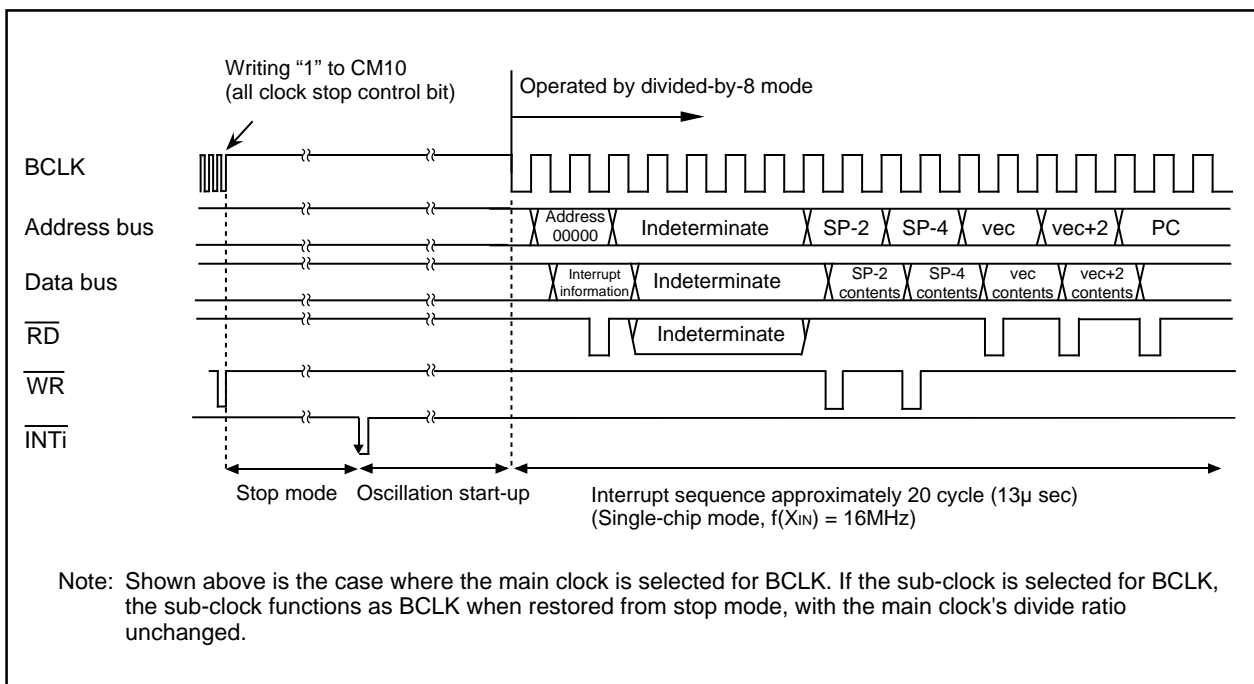 Writing “1” to CM10
(all clock stop control bit)
Operated by divided-by-8 mode
BCLK
Address bus
Address
00000
Indeterminate
SP-2
SP-4
vec
vec+2
PC
Data bus
Interrupt
information
Indeterminate
SP-2
contents
SP-4
contents
vec
contents
vec+2
contents
RD
Indeterminate
WR
INTi
Stop mode
Oscillation start-up
Interrupt sequence approximately 20 cycle (13µ sec)
(Single-chip mode, f(XIN) = 16MHz)
Note: Shown above is the case where the main clock is selected for BCLK. If the sub-clock is selected for BCLK,
the sub-clock functions as BCLK when restored from stop mode, with the main clock's divide ratio
unchanged.